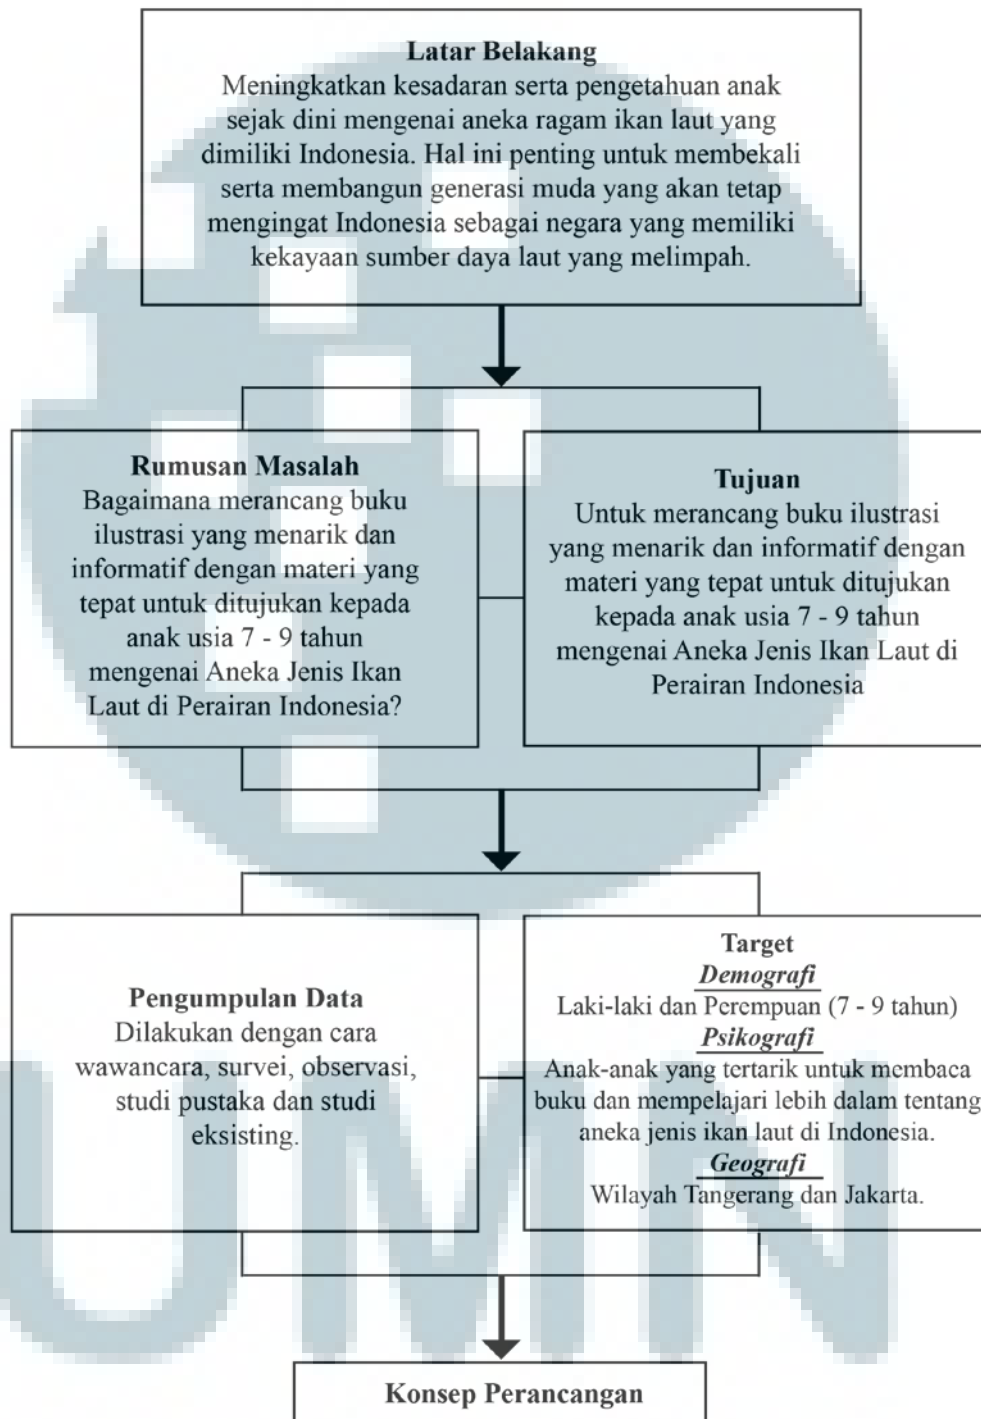 Latar Belakang
Meningkatkan kesadaran serta pengetahuan anak
sejak dini mengenai aneka ragam ikan laut yang
dimiliki Indonesia. Hal ini penting untuk membekali
serta membangun generasi muda yang akan tetap
mengingat Indonesia sebagai negara yang memiliki
kekayaan sumber daya laut yang melimpah.
Rumusan Masalah
Bagaimana merancang buku
ilustrasi yang menarik dan
informatif dengan materi yang
tepat untuk ditujukan kepada
anak usia 7 - 9 tahun
mengenai Aneka Jenis Ikan
Laut di Perairan Indonesia?
Tujuan
Untuk merancang buku ilustrasi
yang menarik dan informatif dengan
materi yang tepat untuk ditujukan
kepada anak usia 7 - 9 tahun
mengenai Aneka Jenis Ikan Laut di
Perairan Indonesia
Pengumpulan Data
Dilakukan dengan cara
wawancara, survei, observasi,
studi pustaka dan studi
eksisting.
Target
Demografi
Laki-laki dan Perempuan (7 - 9 tahun)
Psikografi
Anak-anak yang tertarik untuk membaca
buku dan mempelajari lebih dalam tentang
aneka jenis ikan laut di Indonesia.
Geografi
Wilayah Tangerang dan Jakarta.
UMN
Konsep Perancangan